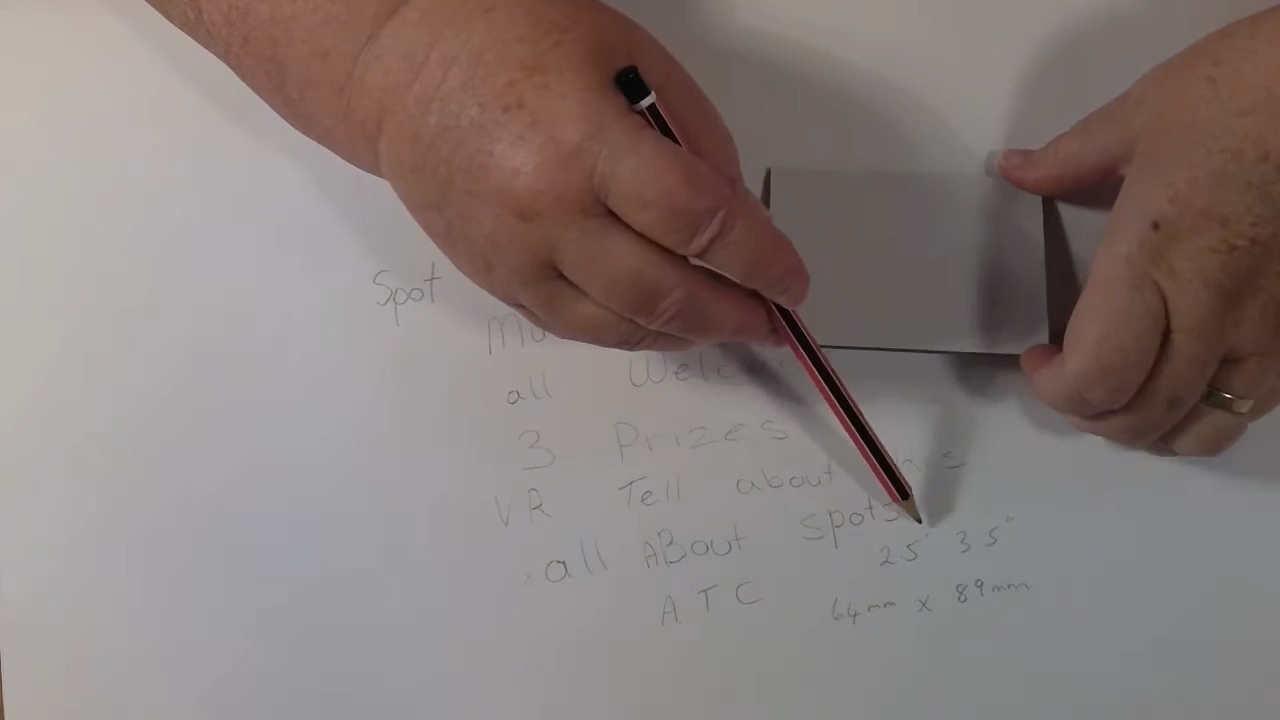 Spot
all
3 Prizes
VR Tell about
all ABout Spots
2.5" 3 5"
ATC 64mm x 89mm